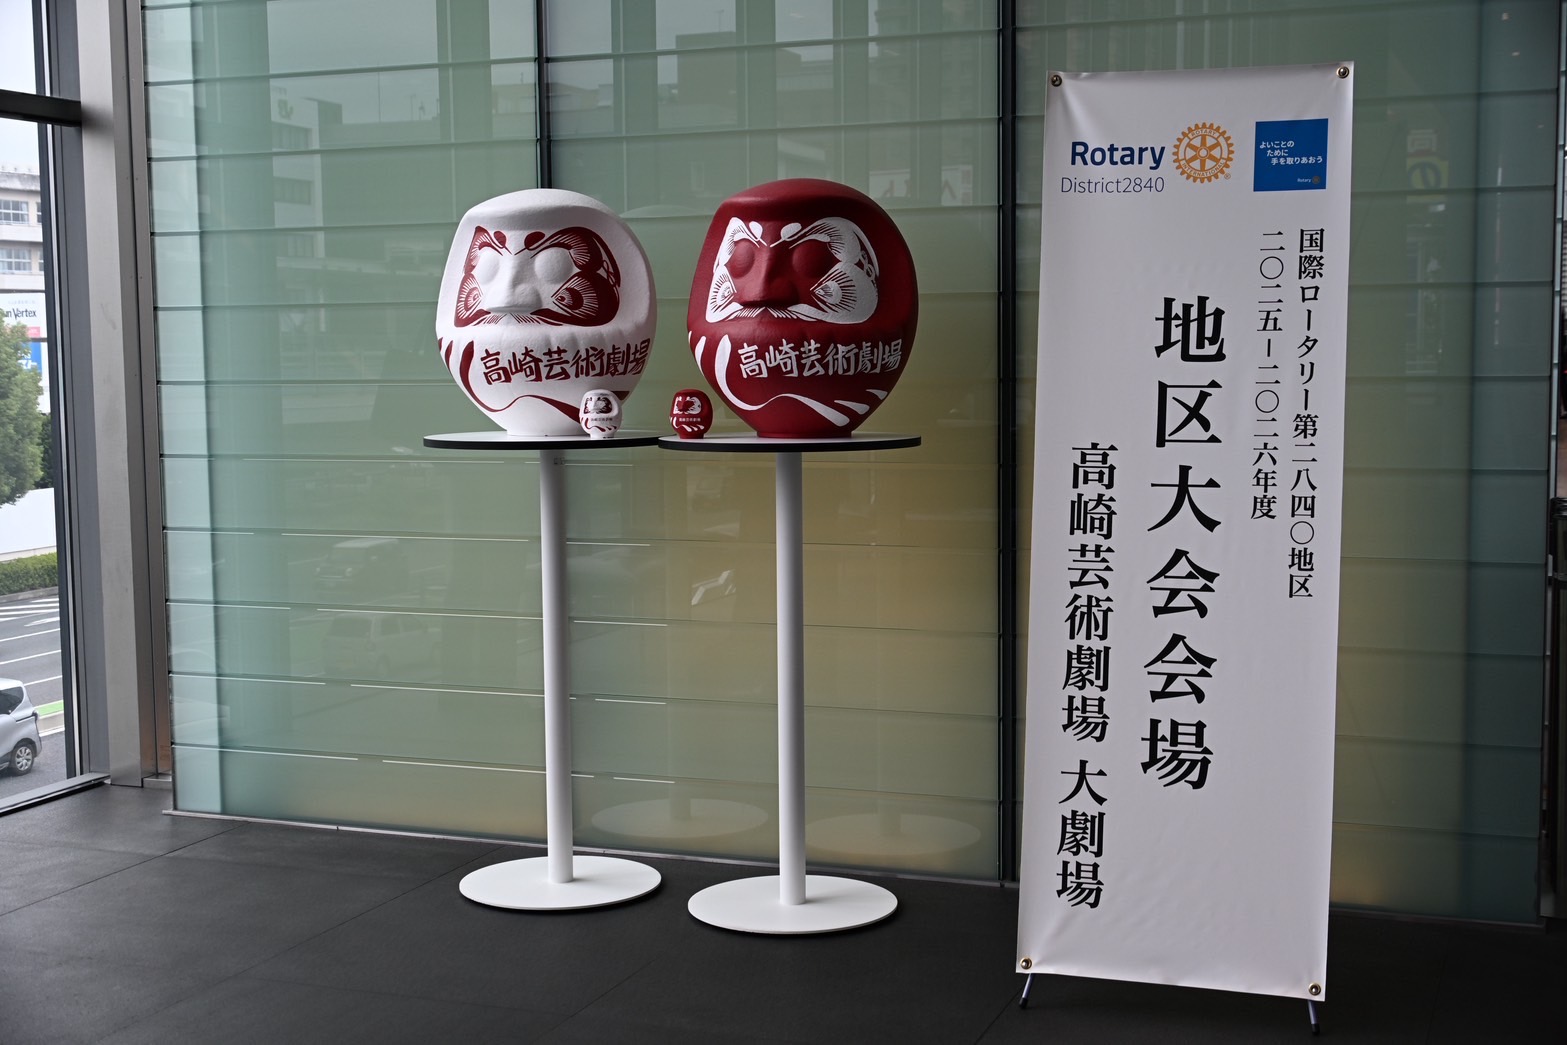 Rotary
District2840
よいことの
ために
手を取りあおう
Rotary
国際ロータリー第二八四〇地区
二〇二五－二〇二六年度
地区大会会場
高崎芸術劇場 大劇場
高崎芸術劇場
高崎芸術劇場
Vertex